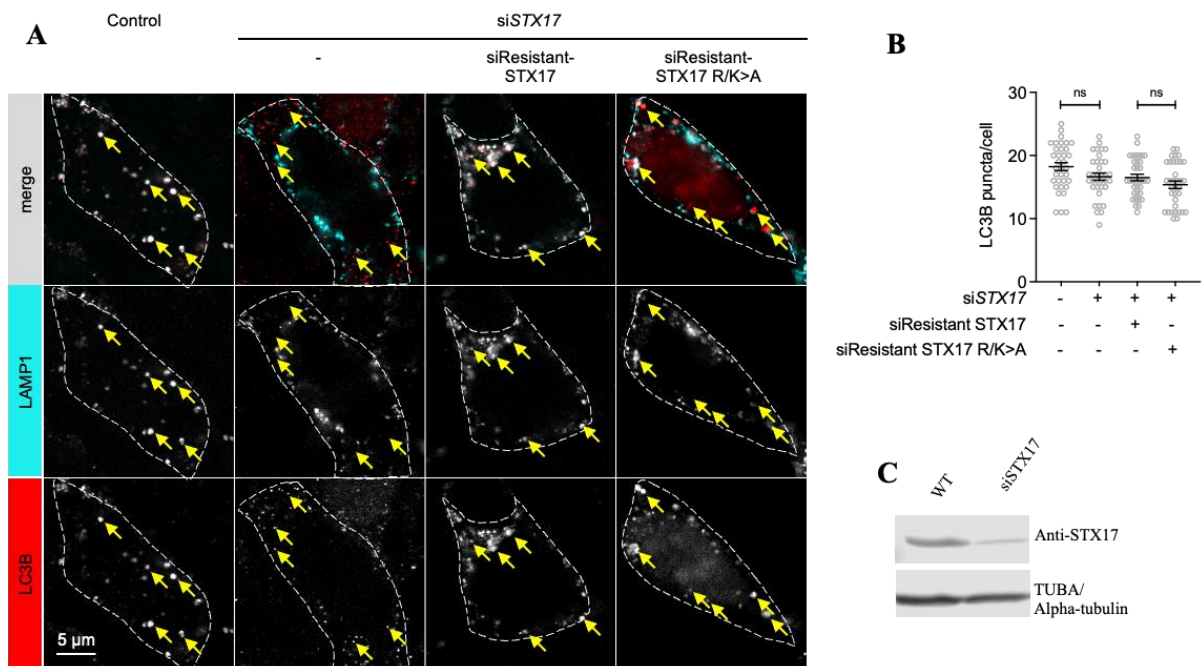 A
Control
siSTX17
-
siResistant-
STX17
siResistant-
STX17 R/K>A
merge
LAMP1
LC3B
5 µm
B
LC3B puncta/cell
30
20
10
0
ns
ns
siSTX17 - + + +
siResistant STX17 - - + -
siResistant STX17 R/K>A - - - +
C
WT
siSTX17
Anti-STX17
TUBA/
Alpha-tubulin